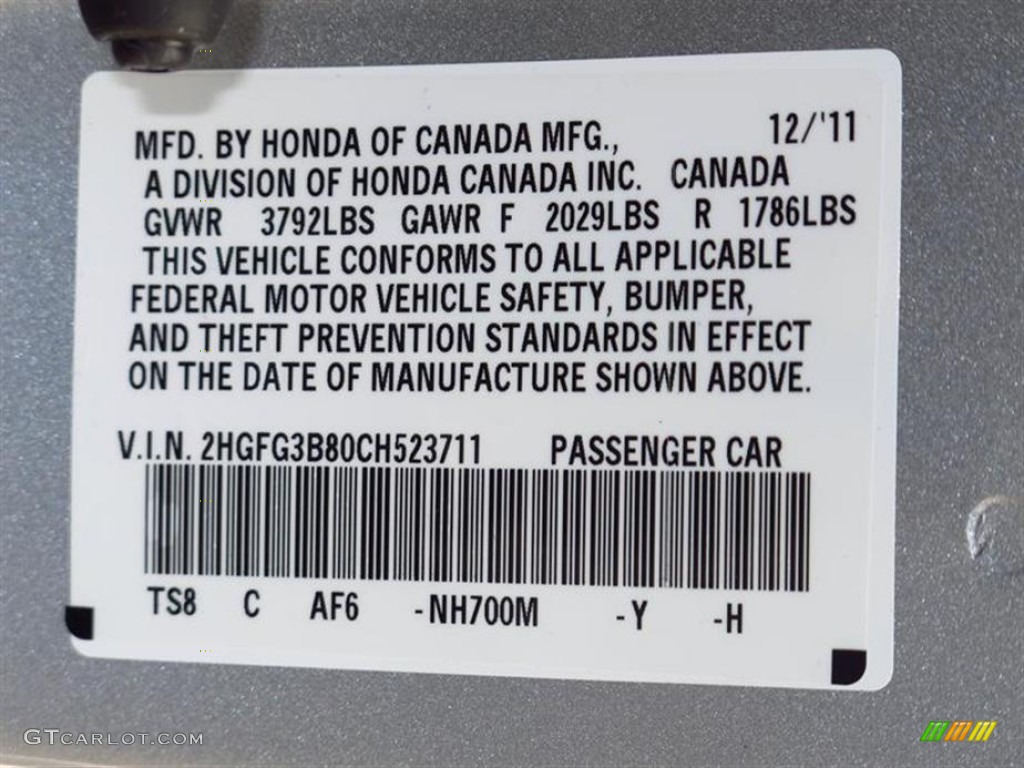 MFD. BY HONDA OF CANADA MFG., 12/'11
A DIVISION OF HONDA CANADA INC. CANADA
GVWR 3792LBS GAWR F 2029LBS R 1786LBS
THIS VEHICLE CONFORMS TO ALL APPLICABLE
FEDERAL MOTOR VEHICLE SAFETY, BUMPER,
AND THEFT PREVENTION STANDARDS IN EFFECT
ON THE DATE OF MANUFACTURE SHOWN ABOVE.
V.I.N. 2HGFG3B80CH523711 PASSENGER CAR
TS8 C AF6 -NH700M -Y -H
GTCARLOT.COM